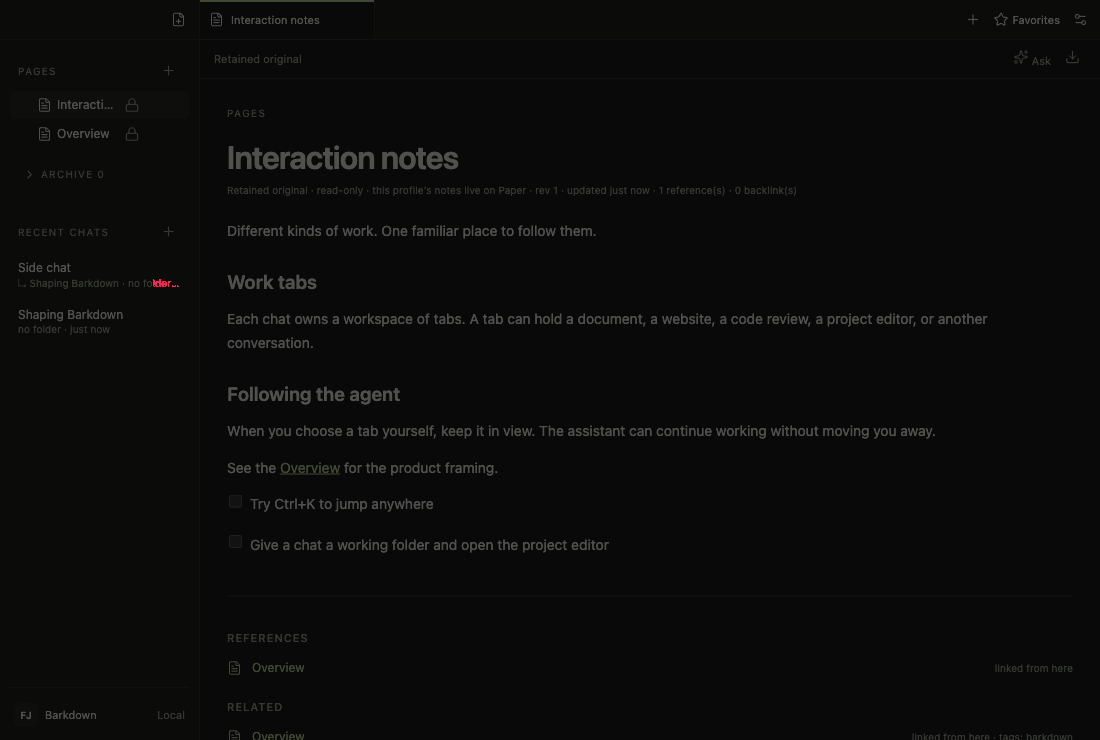 Interaction notes
Favorites
Retained original
Ask
PAGES
Interacti...
Overview
ARCHIVE 0
RECENT CHATS
Side chat
Shaping Barkdown · no
Shaping Barkdown
no folder · just now
FJ Barkdown Local
PAGES
Interaction notes
Retained original · read-only · this profile's notes live on Paper · rev 1 · updated just now · 1 reference(s) · 0 backlink(s)
Different kinds of work. One familiar place to follow them.
Work tabs
Each chat owns a workspace of tabs. A tab can hold a document, a website, a code review, a project editor, or another
conversation.
Following the agent
When you choose a tab yourself, keep it in view. The assistant can continue working without moving you away.
See the Overview for the product framing.
Try Ctrl+K to jump anywhere
Give a chat a working folder and open the project editor
REFERENCES
Overview linked from here
RELATED
Overview linked from here · tags: barkdown